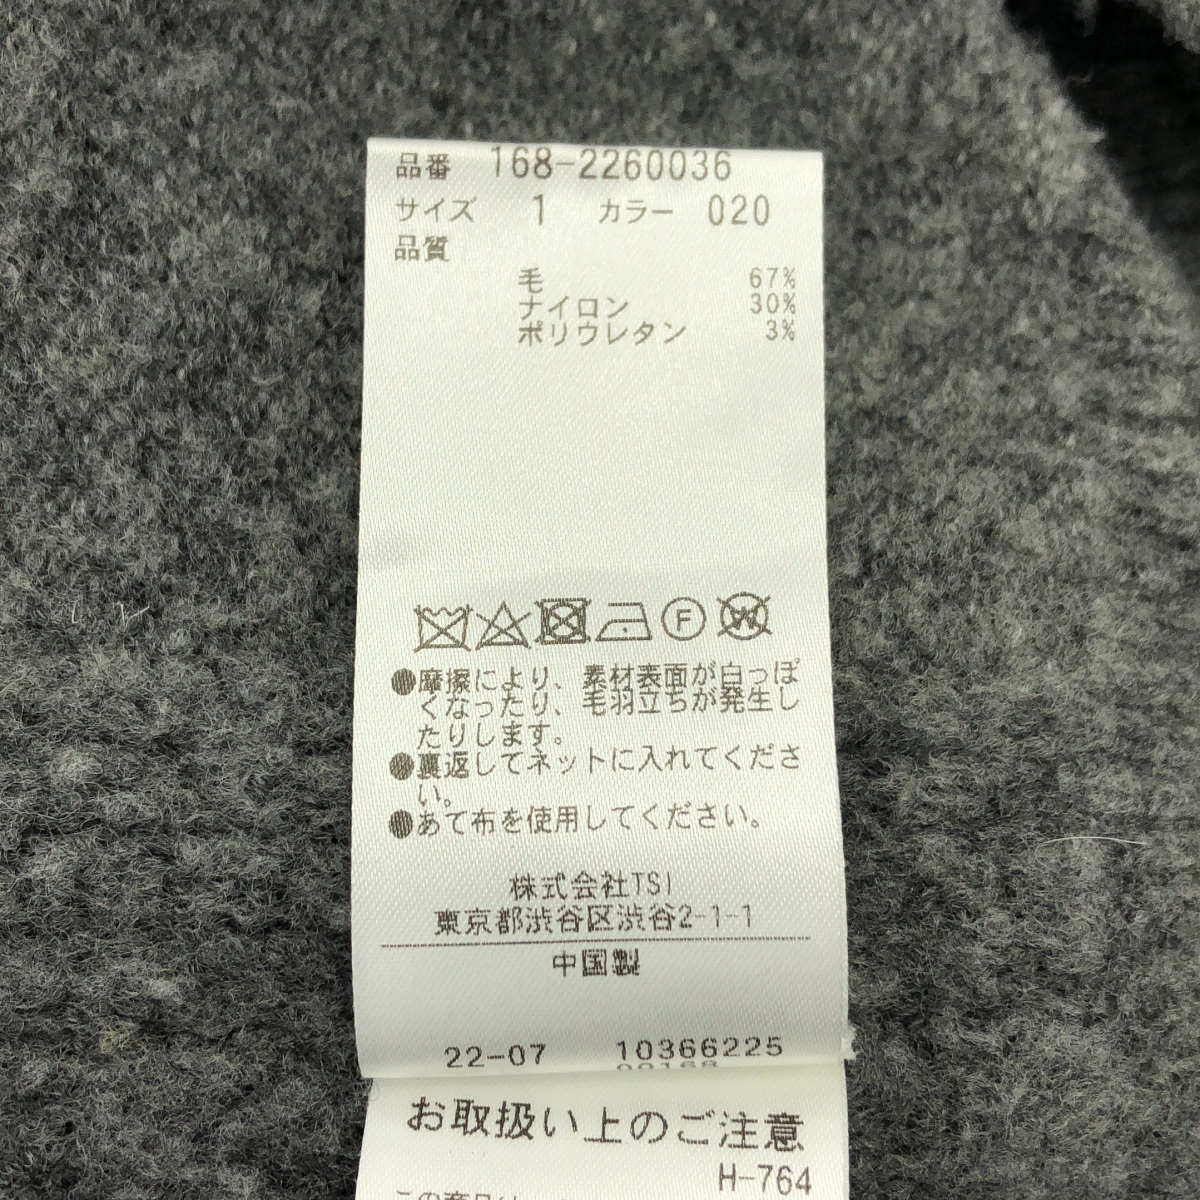 品番 168-2260036
サイズ 1 カラー 020
品質
毛 67%
ナイロン 30%
ポリウレタン 3%
F W
●摩擦により、素材表面が白っぽ
くなったり、毛羽立ちが発生し
たりします。
●裏返してネットに入れてくださ
い。
●あて布を使用してください。
株式会社TSI
東京都渋谷区渋谷2-1-1
中国製
22-07 10366225
お取扱い上のご注意
H-764
この商品は